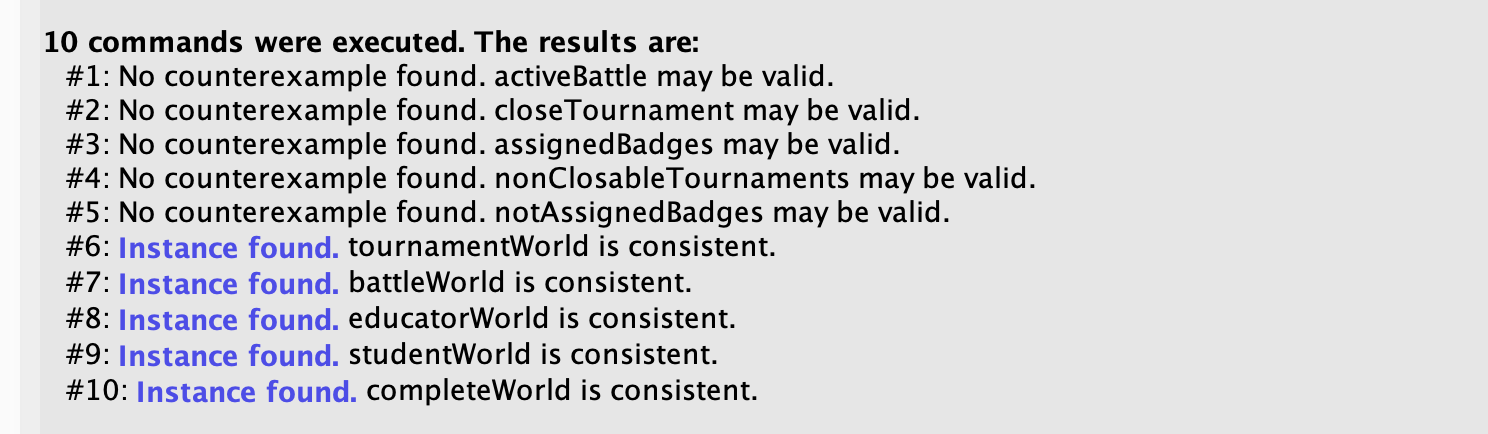 10 commands were executed. The results are:
#1: No counterexample found. activeBattle may be valid.
#2: No counterexample found. closeTournament may be valid.
#3: No counterexample found. assignedBadges may be valid.
#4: No counterexample found. nonClosableTournaments may be valid.
#5: No counterexample found. notAssignedBadges may be valid.
#6: Instance found. tournamentWorld is consistent.
#7: Instance found. battleWorld is consistent.
#8: Instance found. educatorWorld is consistent.
#9: Instance found. studentWorld is consistent.
#10: Instance found. completeWorld is consistent.